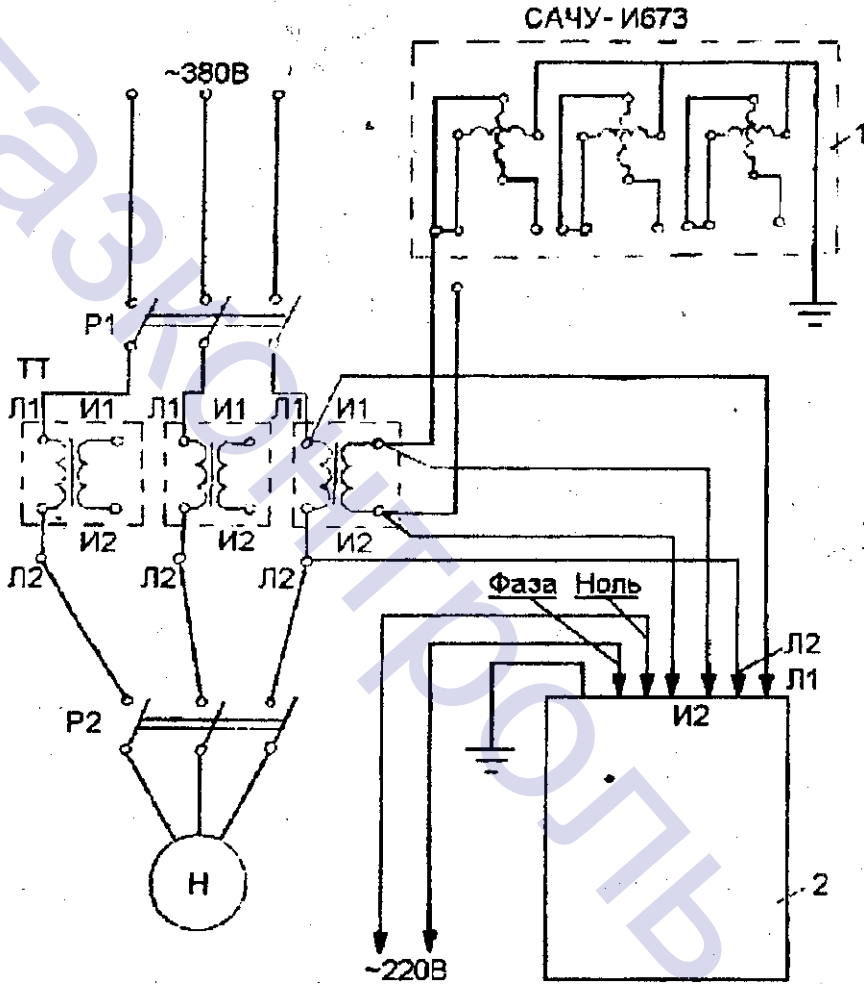 САЧУ-И673
~380В
1
Р1
ТТ
Л1 И1 Л1 И1 Л1 И1
И2 И2 И2
Л2 Л2 Л2
Фаза Ноль
Л2
Л1
И2
Р2
Н
2
~220В
газконтроль